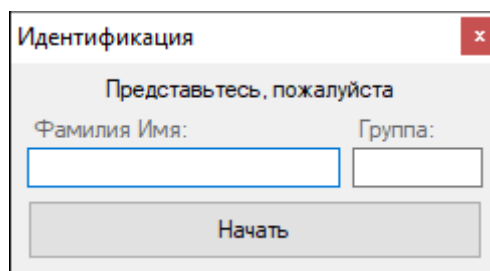 Идентификация
x
Представьтесь, пожалуйста
Фамилия Имя: Группа:
Начать